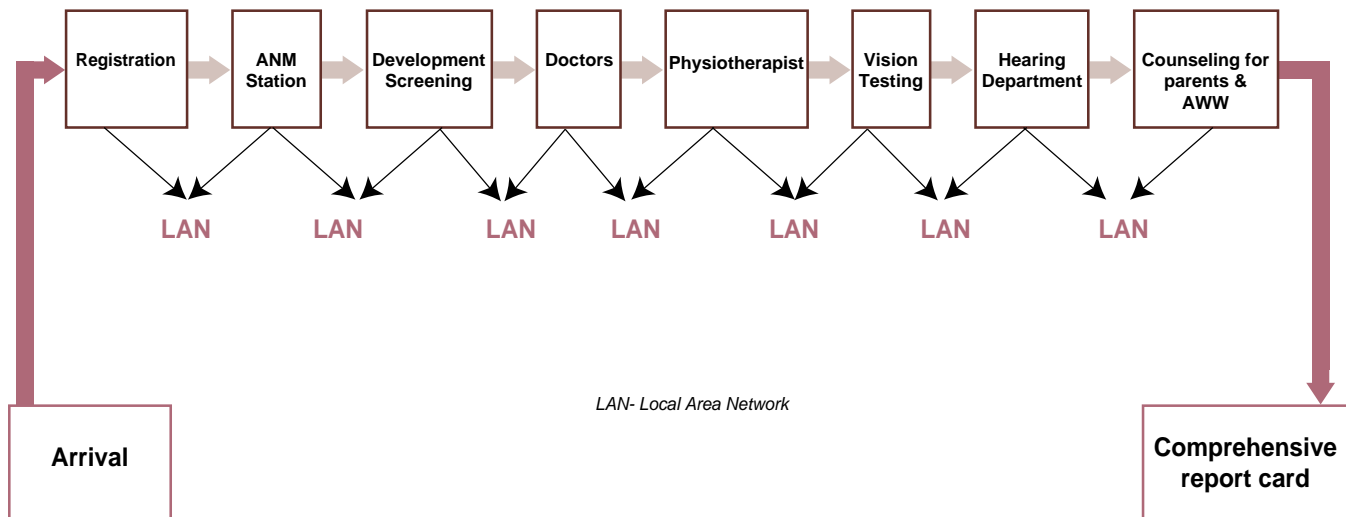 Registration
ANM
Station
Development
Screening
Doctors
Physiotherapist
Vision
Testing
Hearing
Department
Counseling for
parents &
AWW
LAN
LAN
LAN
LAN
LAN
LAN
LAN
LAN- Local Area Network
Arrival
Comprehensive
report card